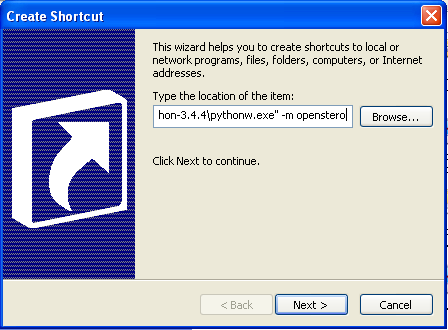 Create Shortcut
This wizard helps you to create shortcuts to local or
network programs, files, folders, computers, or Internet
addresses.
Type the location of the item:
hon-3.4.4\pythonw.exe" -m openstero
Browse...
Click Next to continue.
< Back
Next >
Cancel